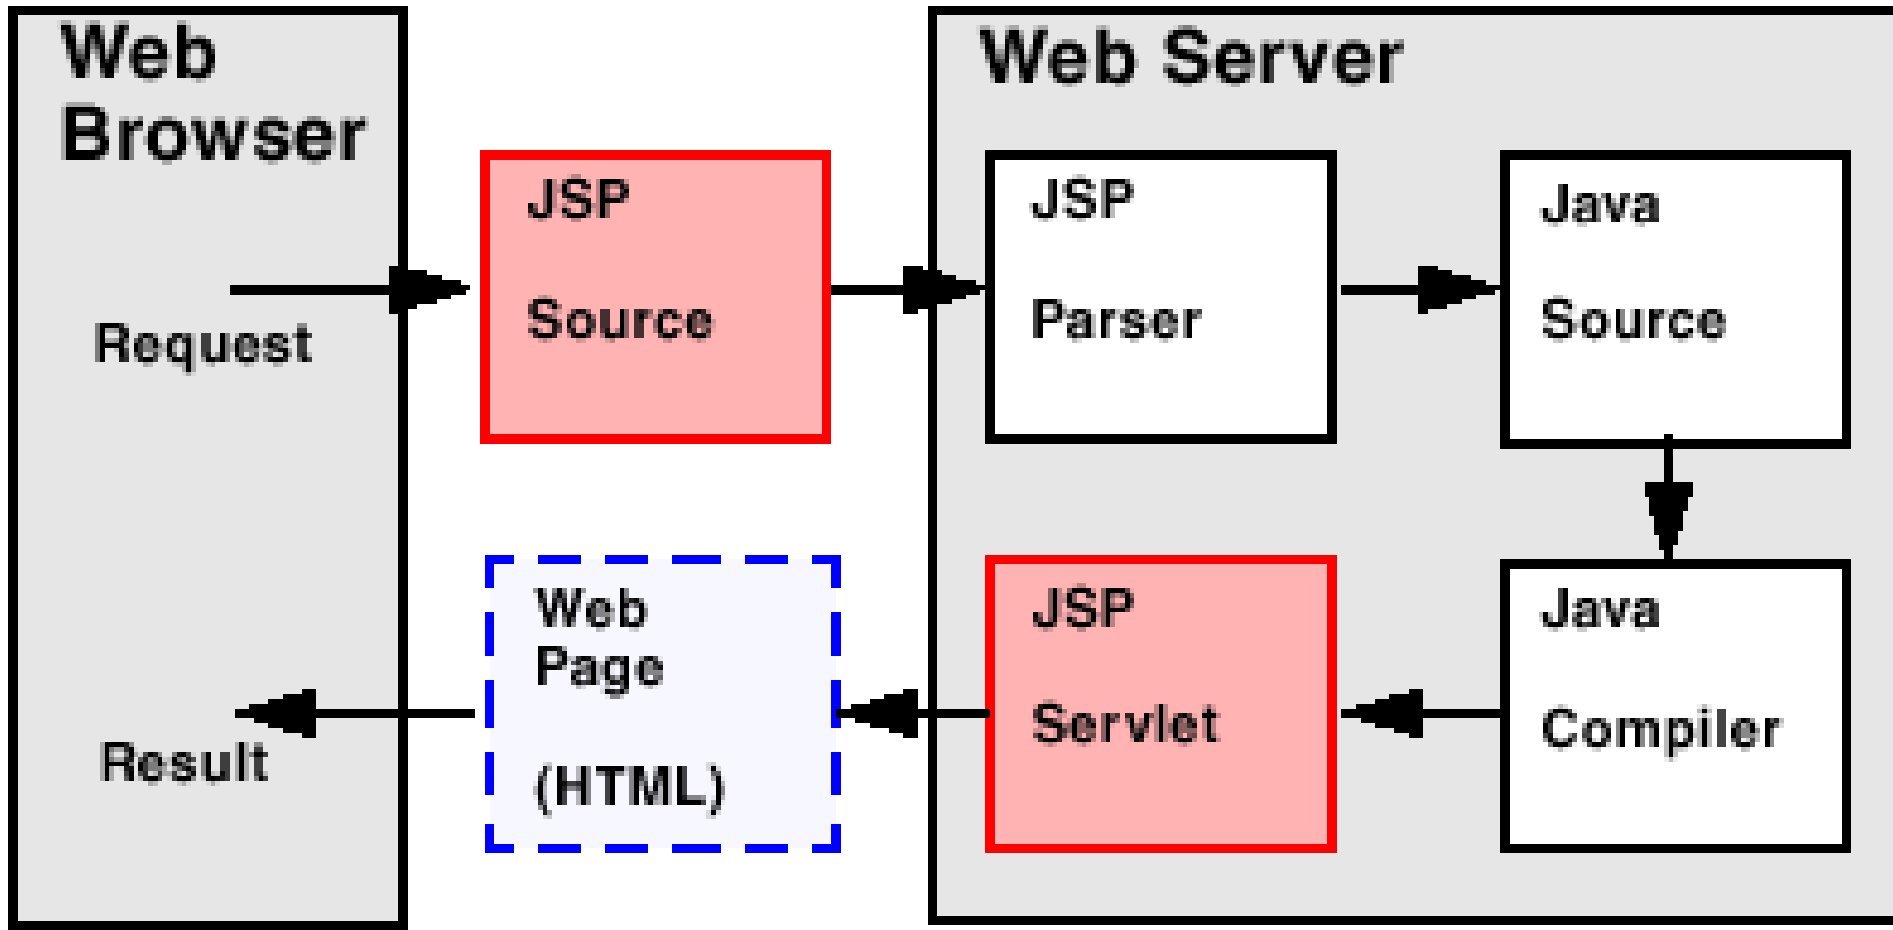 Web
Browser
Request
Result
JSP
Source
Web
Page
(HTML)
Web Server
JSP
Parser
Java
Source
JSP
Servlet
Java
Compiler